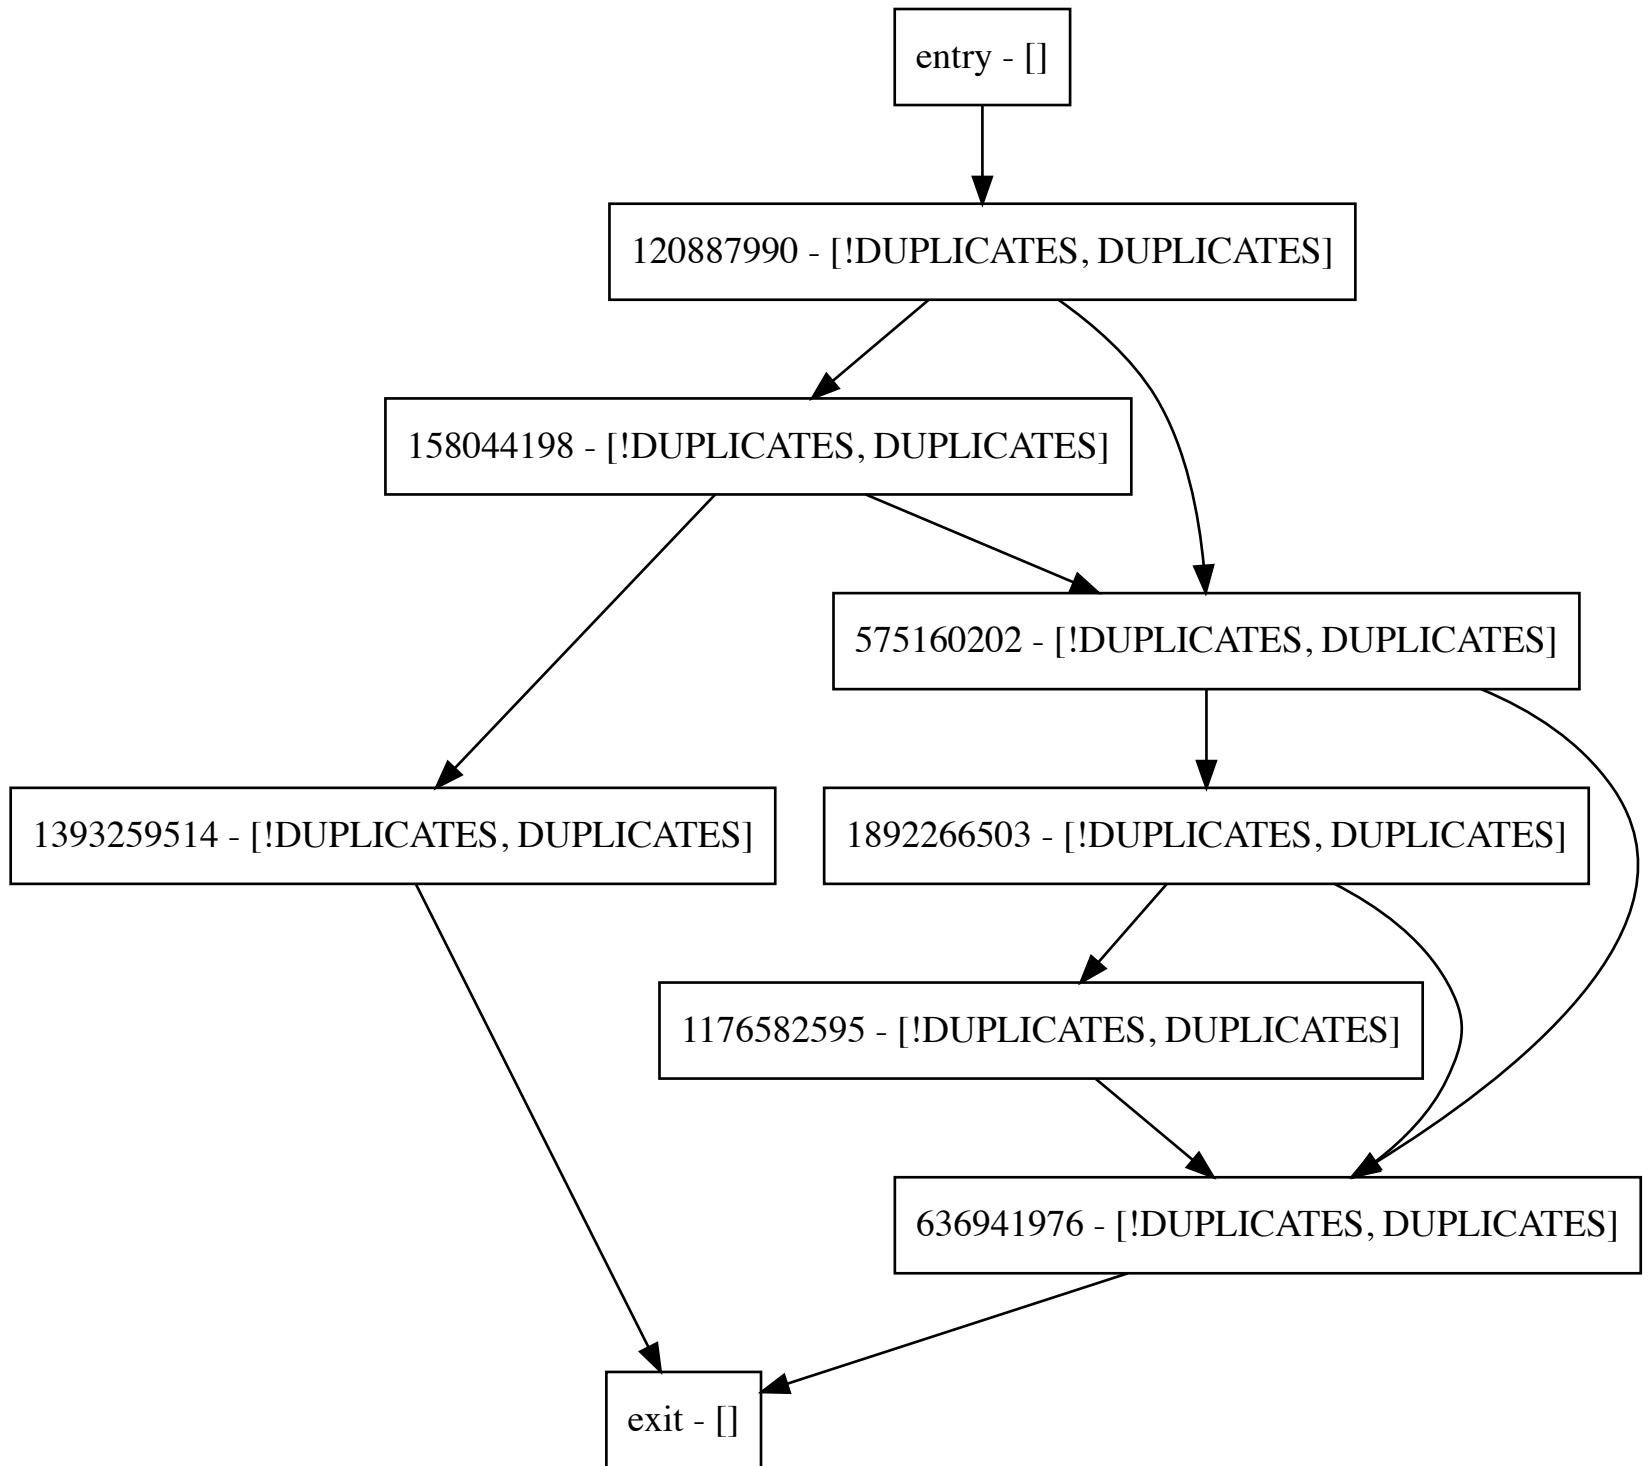 entry - []
120887990 - [!DUPLICATES, DUPLICATES]
158044198 - [!DUPLICATES, DUPLICATES]
575160202 - [!DUPLICATES, DUPLICATES]
1393259514 - [!DUPLICATES, DUPLICATES]
1892266503 - [!DUPLICATES, DUPLICATES]
1176582595 - [!DUPLICATES, DUPLICATES]
636941976 - [!DUPLICATES, DUPLICATES]
exit - []